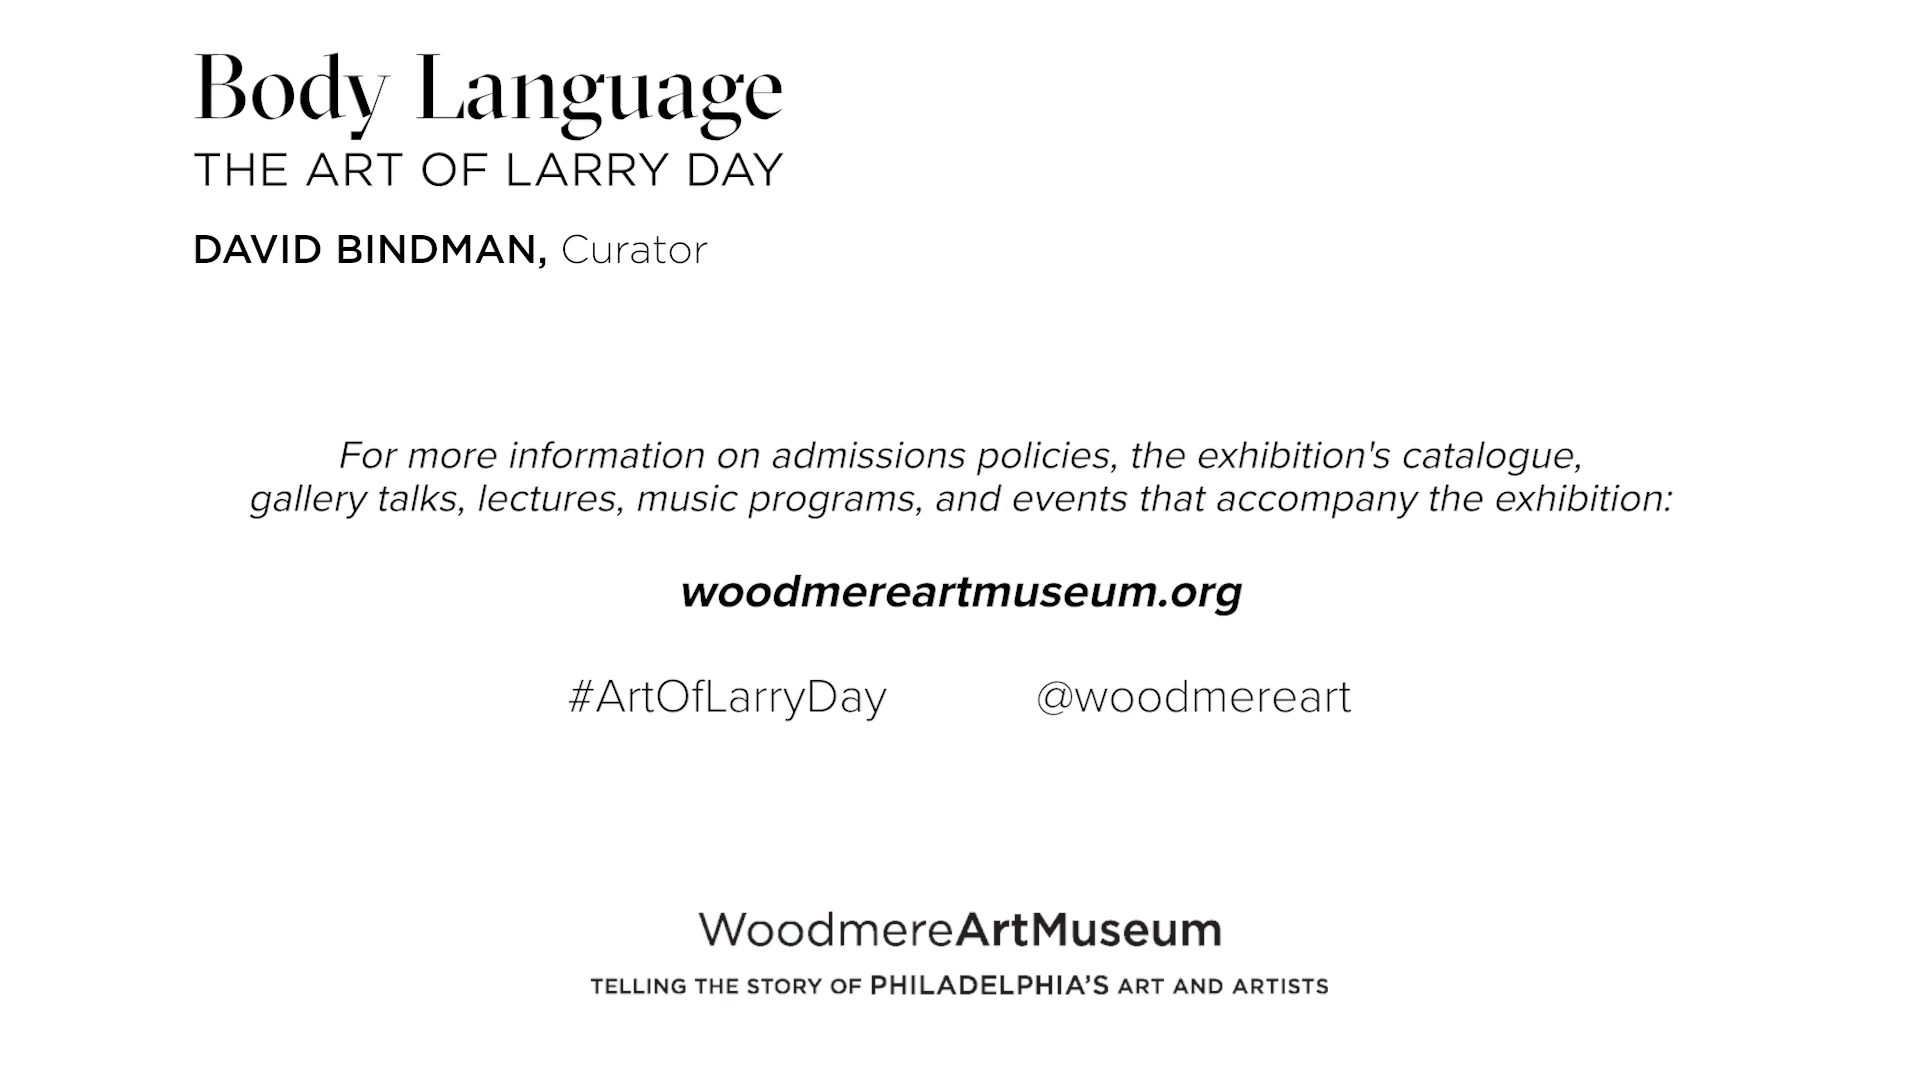 Body Language
THE ART OF LARRY DAY
DAVID BINDMAN, Curator
For more information on admissions policies, the exhibition's catalogue,
gallery talks, lectures, music programs, and events that accompany the exhibition:
woodmereartmuseum.org
#ArtOfLarryDay @woodmereart
WoodmereArtMuseum
TELLING THE STORY OF PHILADELPHIA’S ART AND ARTISTS